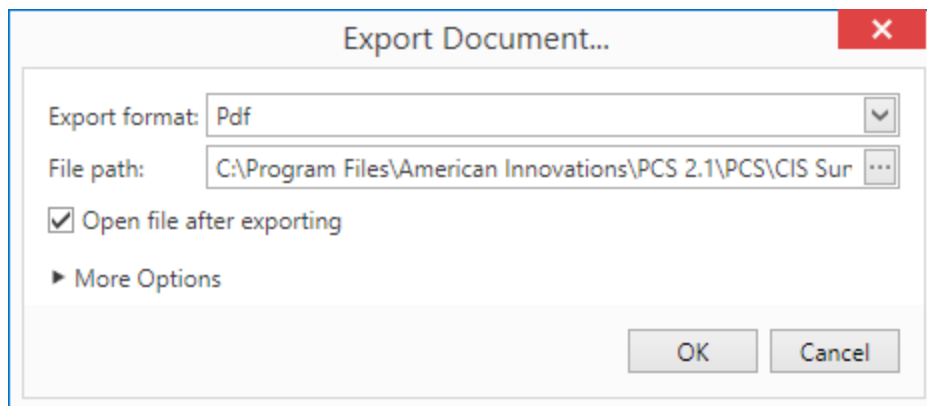 Export Document...
Export format: Pdf
File path: C:\Program Files\American Innovations\PCS 2.1\PCS\CIS Sur
Open file after exporting
More Options
OK Cancel